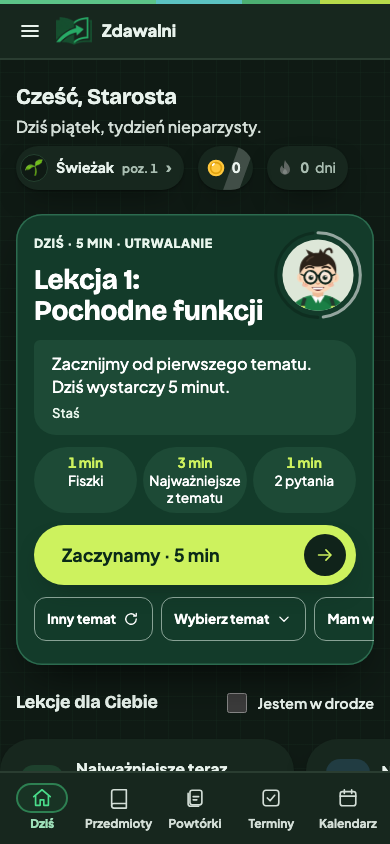 Zdawalni
Cześć, Starosta
Dziś piątek, tydzień nieparzysty.
Świeżak poz. 1 ›
0
0 dni
DZIŚ · 5 MIN · UTRWALANIE
Lekcja 1:
Pochodne funkcji
Zacznijmy od pierwszego tematu.
Dziś wystarczy 5 minut.
Staś
1 min
Fiszki
3 min
Najważniejsze
z tematu
1 min
2 pytania
Zaczynamy · 5 min
Inny temat
Wybierz temat
Mam w
Lekcje dla Ciebie
Jestem w drodze
Najważniejsze teraz
Dziś
Przedmioty
Powtórki
Terminy
Kalendarz